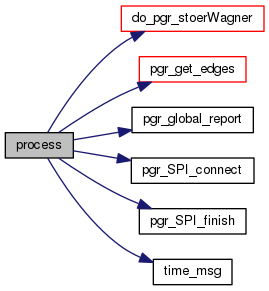 do_pgr_stoerWagner
pgr_get_edges
pgr_global_report
process
pgr_SPI_connect
pgr_SPI_finish
time_msg